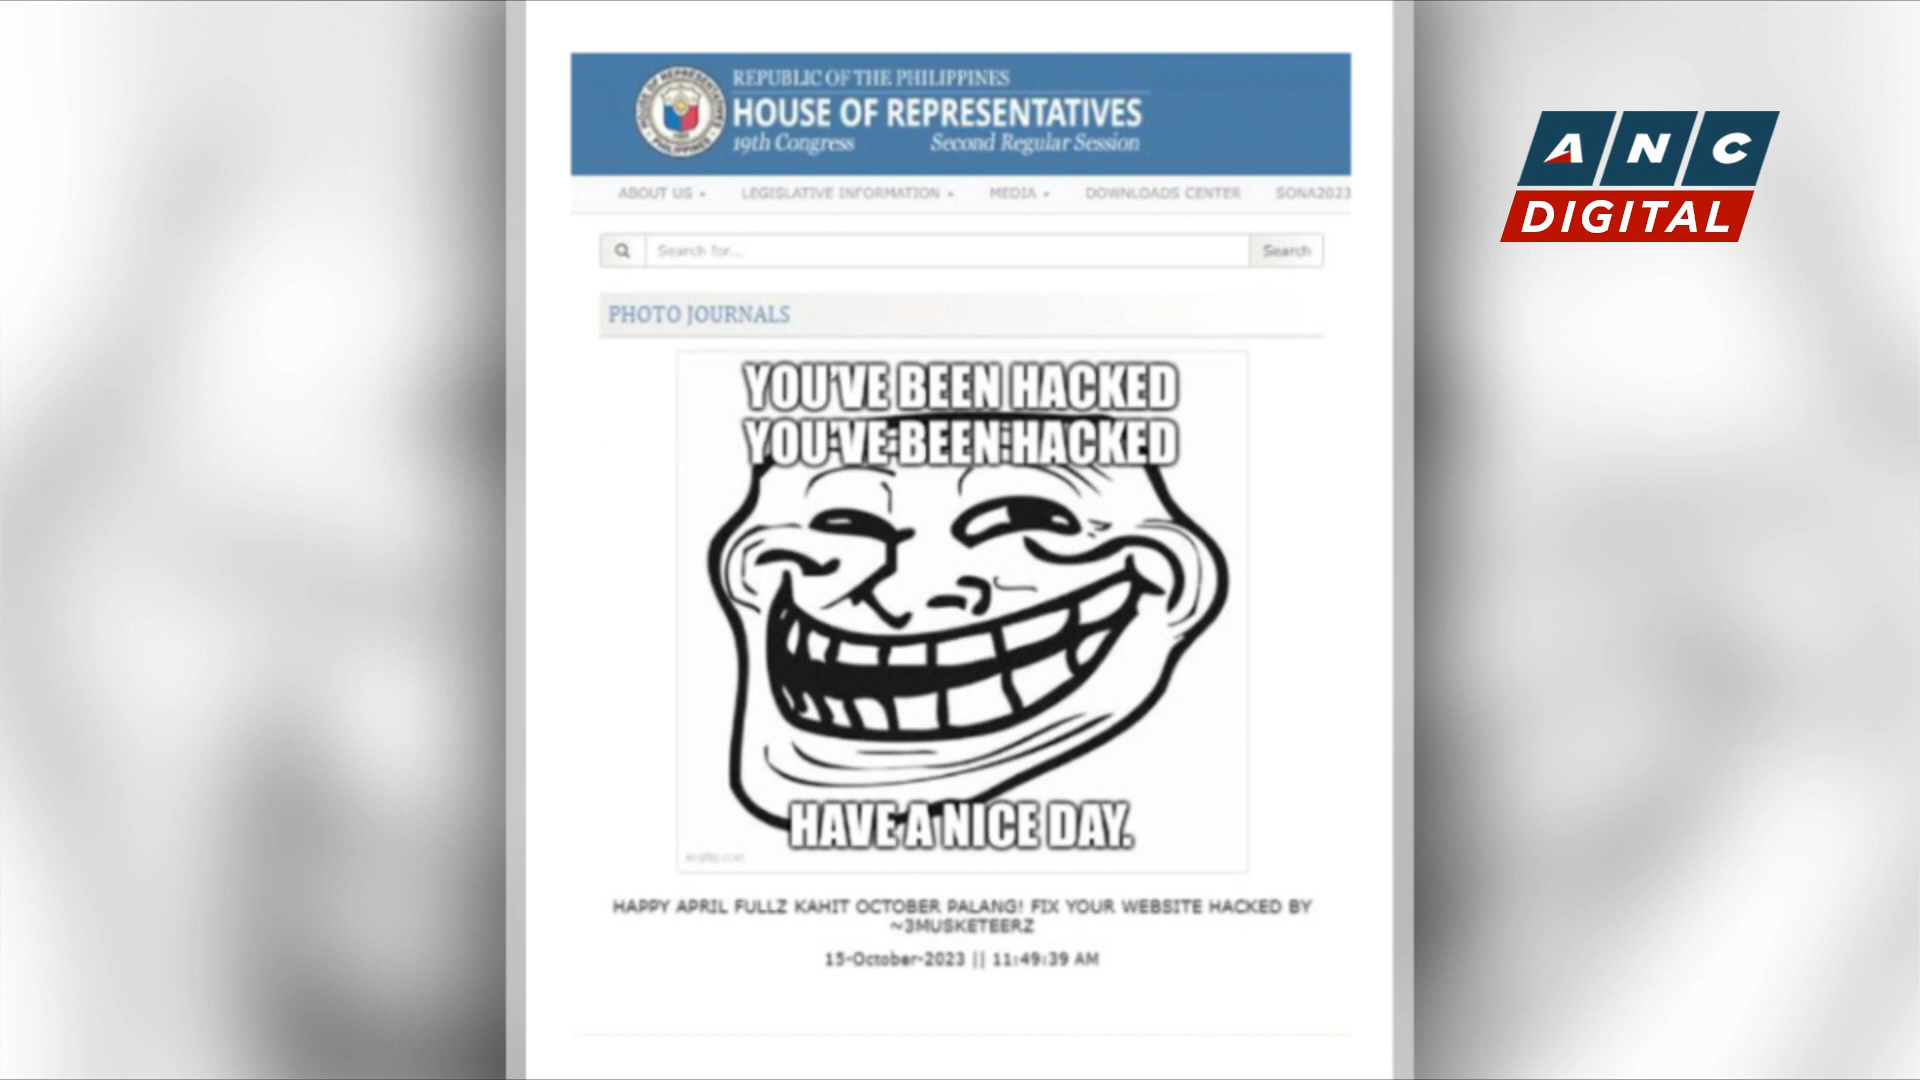 REPUBLIC OF THE PHILIPPINES
HOUSE OF REPRESENTATIVES
19th Congress Second Regular Session
ABOUT US LEGISLATIVE INFORMATION MEDIA DOWNLOADS CENTER SONA2023
Search for... Search
PHOTO JOURNALS
YOU'VE BEEN HACKED
YOU'VE BEEN HACKED
HAVE A NICE DAY.
imgflip.com
HAPPY APRIL FULLZ KAHIT OCTOBER PALANG! FIX YOUR WEBSITE HACKED BY
~3MUSKETEERZ
15-October-2023 || 11:49:39 AM
ANC
DIGITAL